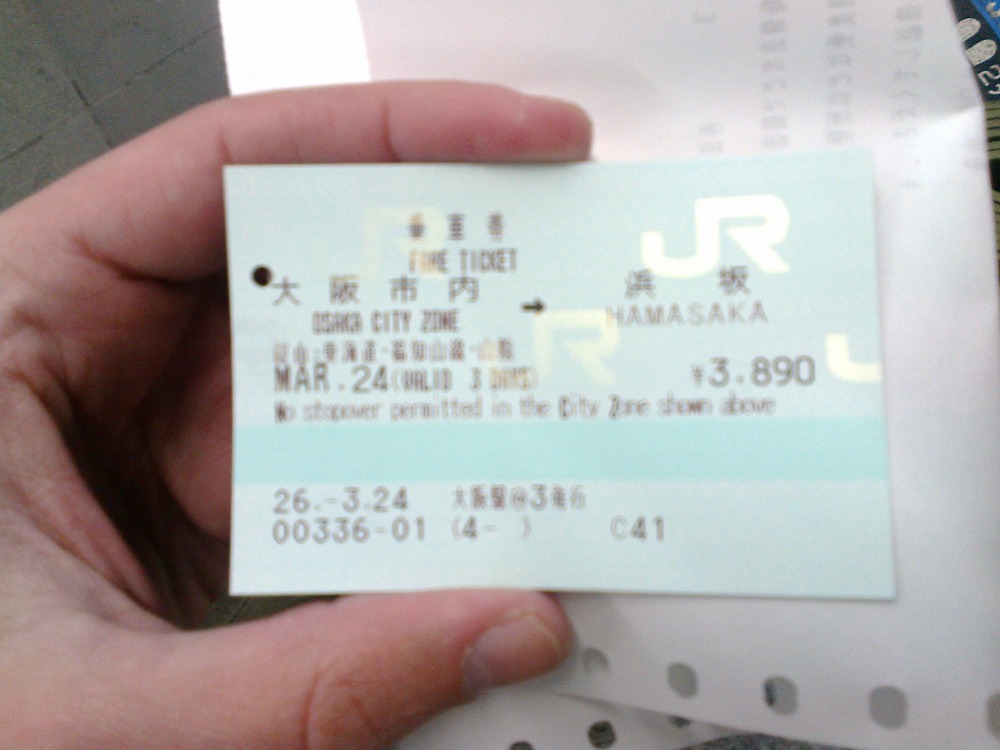 JR
乗車券
FARE TICKET
大阪市内 → 浜坂
OSAKA CITY ZONE HAMASAKA
経由:東海道・福知山線・山陰
MAR.24(VALID 3 DAYS) ¥3.890
No stopover permitted in the City Zone shown above
26.-3.24 大阪駅@3発行
00336-01 (4- ) C41